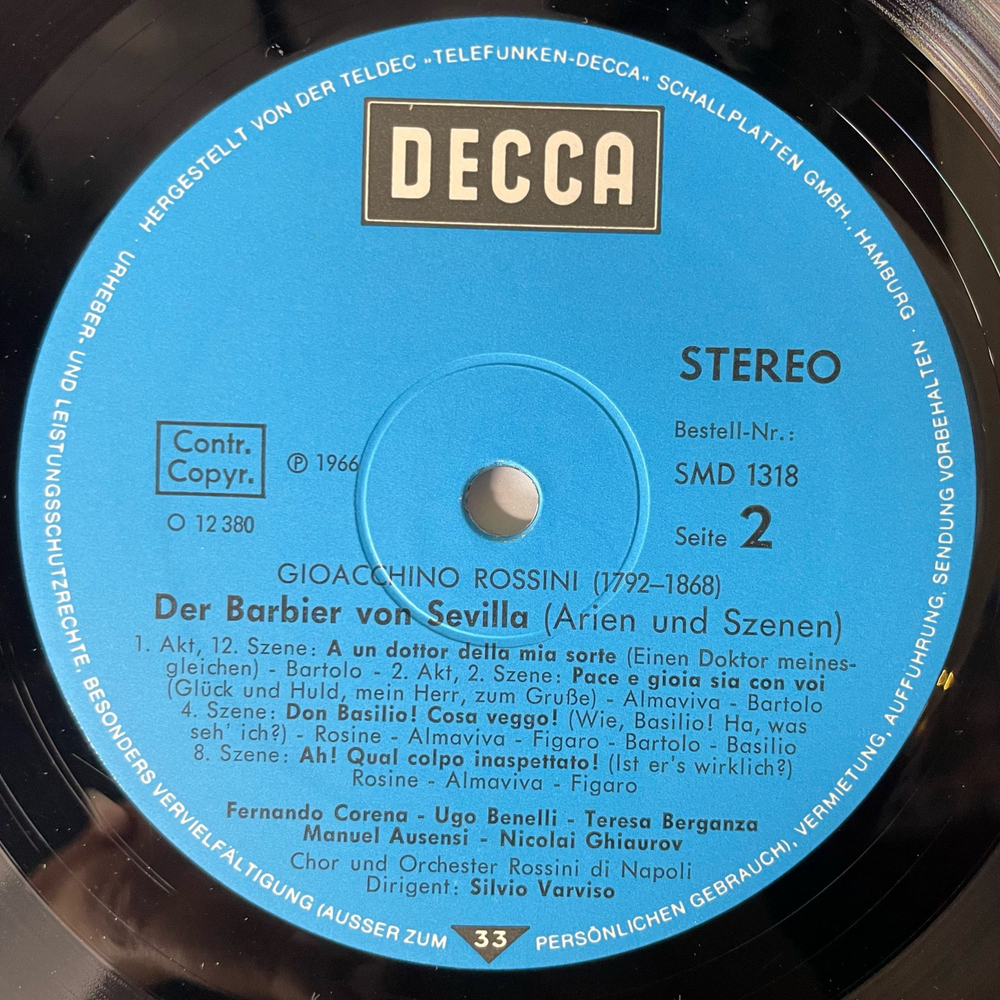 HERGESTELLT VON DER TELDEC »TELEFUNKEN-DECCA« SCHALLPLATTEN GMBH., HAMBURG · URHEBER- UND LEISTUNGSSCHUTZRECHTE, BESONDERS VERVIELFÄLTIGUNG (AUSSER ZUM PERSÖNLICHEN GEBRAUCH), VERMIETUNG, AUFFÜHRUNG, SENDUNG VORBEHALTEN ·
DECCA
STEREO
Contr.
Copyr.
℗ 1966
O 12 380
Bestell-Nr.:
SMD 1318
Seite 2
GIOACCHINO ROSSINI (1792–1868)
Der Barbier von Sevilla (Arien und Szenen)
1. Akt, 12. Szene: A un dottor della mia sorte (Einen Doktor meines-
gleichen) - Bartolo - 2. Akt, 2. Szene: Pace e gioia sia con voi
(Glück und Huld, mein Herr, zum Gruße) - Almaviva - Bartolo
4. Szene: Don Basilio! Cosa veggo! (Wie, Basilio! Ha, was
seh' ich?) - Rosine - Almaviva - Figaro - Bartolo - Basilio
8. Szene: Ah! Qual colpo inaspettato! (Ist er's wirklich?)
Rosine - Almaviva - Figaro
Fernando Corena - Ugo Benelli - Teresa Berganza
Manuel Ausensi - Nicolai Ghiaurov
Chor und Orchester Rossini di Napoli
Dirigent: Silvio Varviso
33